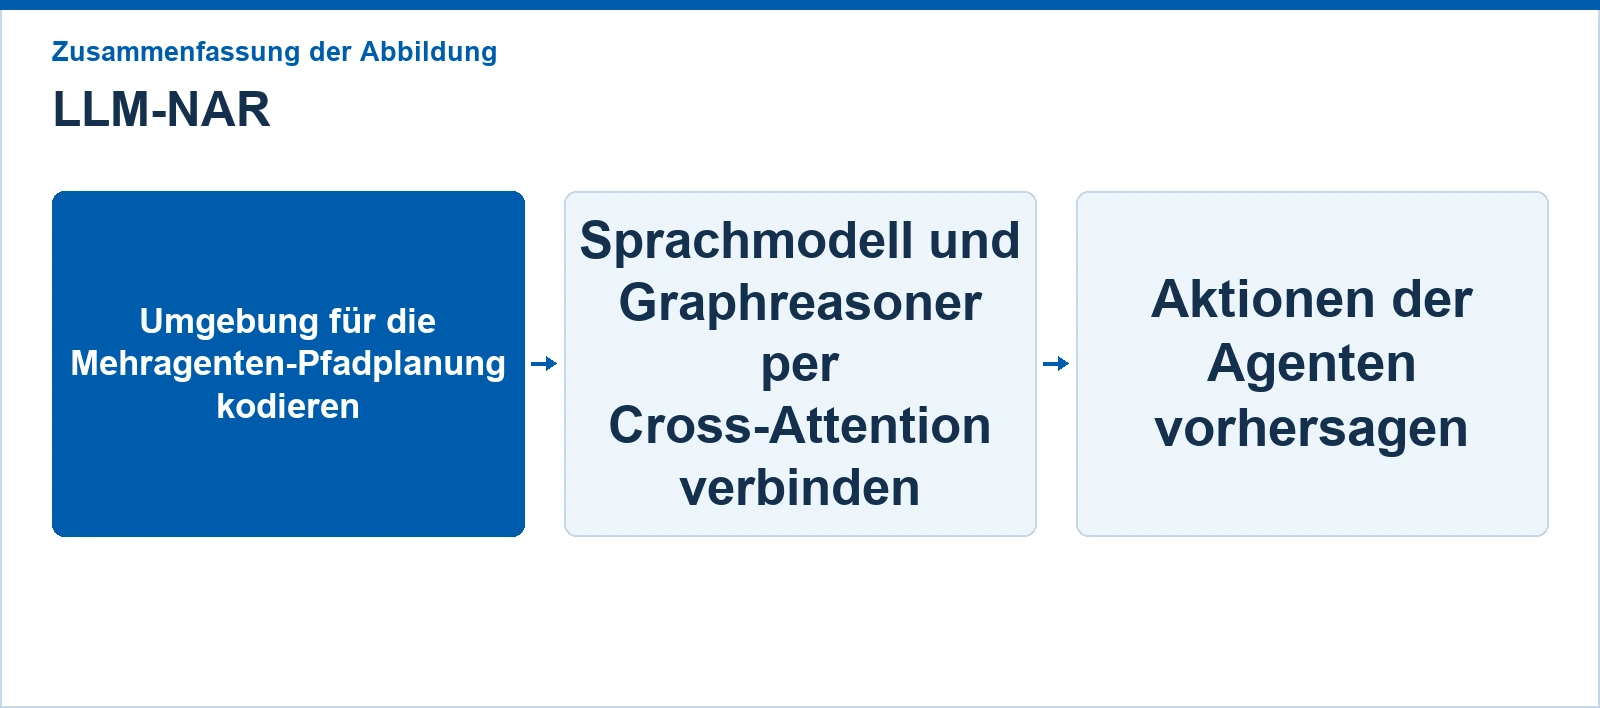 Zusammenfassung der Abbildung
LLM-NAR
Umgebung für die
Mehragenten-Pfadplanung
kodieren
Sprachmodell und
Graphreasoner
per
Cross-Attention
verbinden
Aktionen der
Agenten
vorhersagen